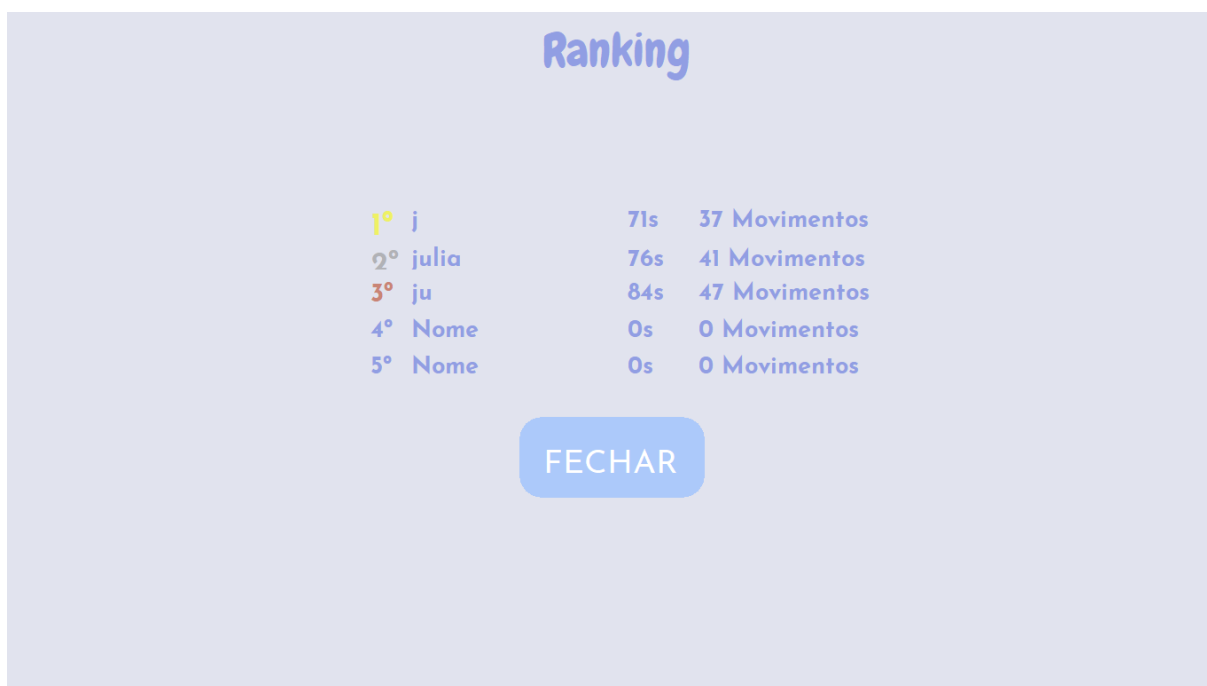 Ranking
1º j 71s 37 Movimentos
2º julia 76s 41 Movimentos
3º ju 84s 47 Movimentos
4º Nome 0s 0 Movimentos
5º Nome 0s 0 Movimentos
FECHAR